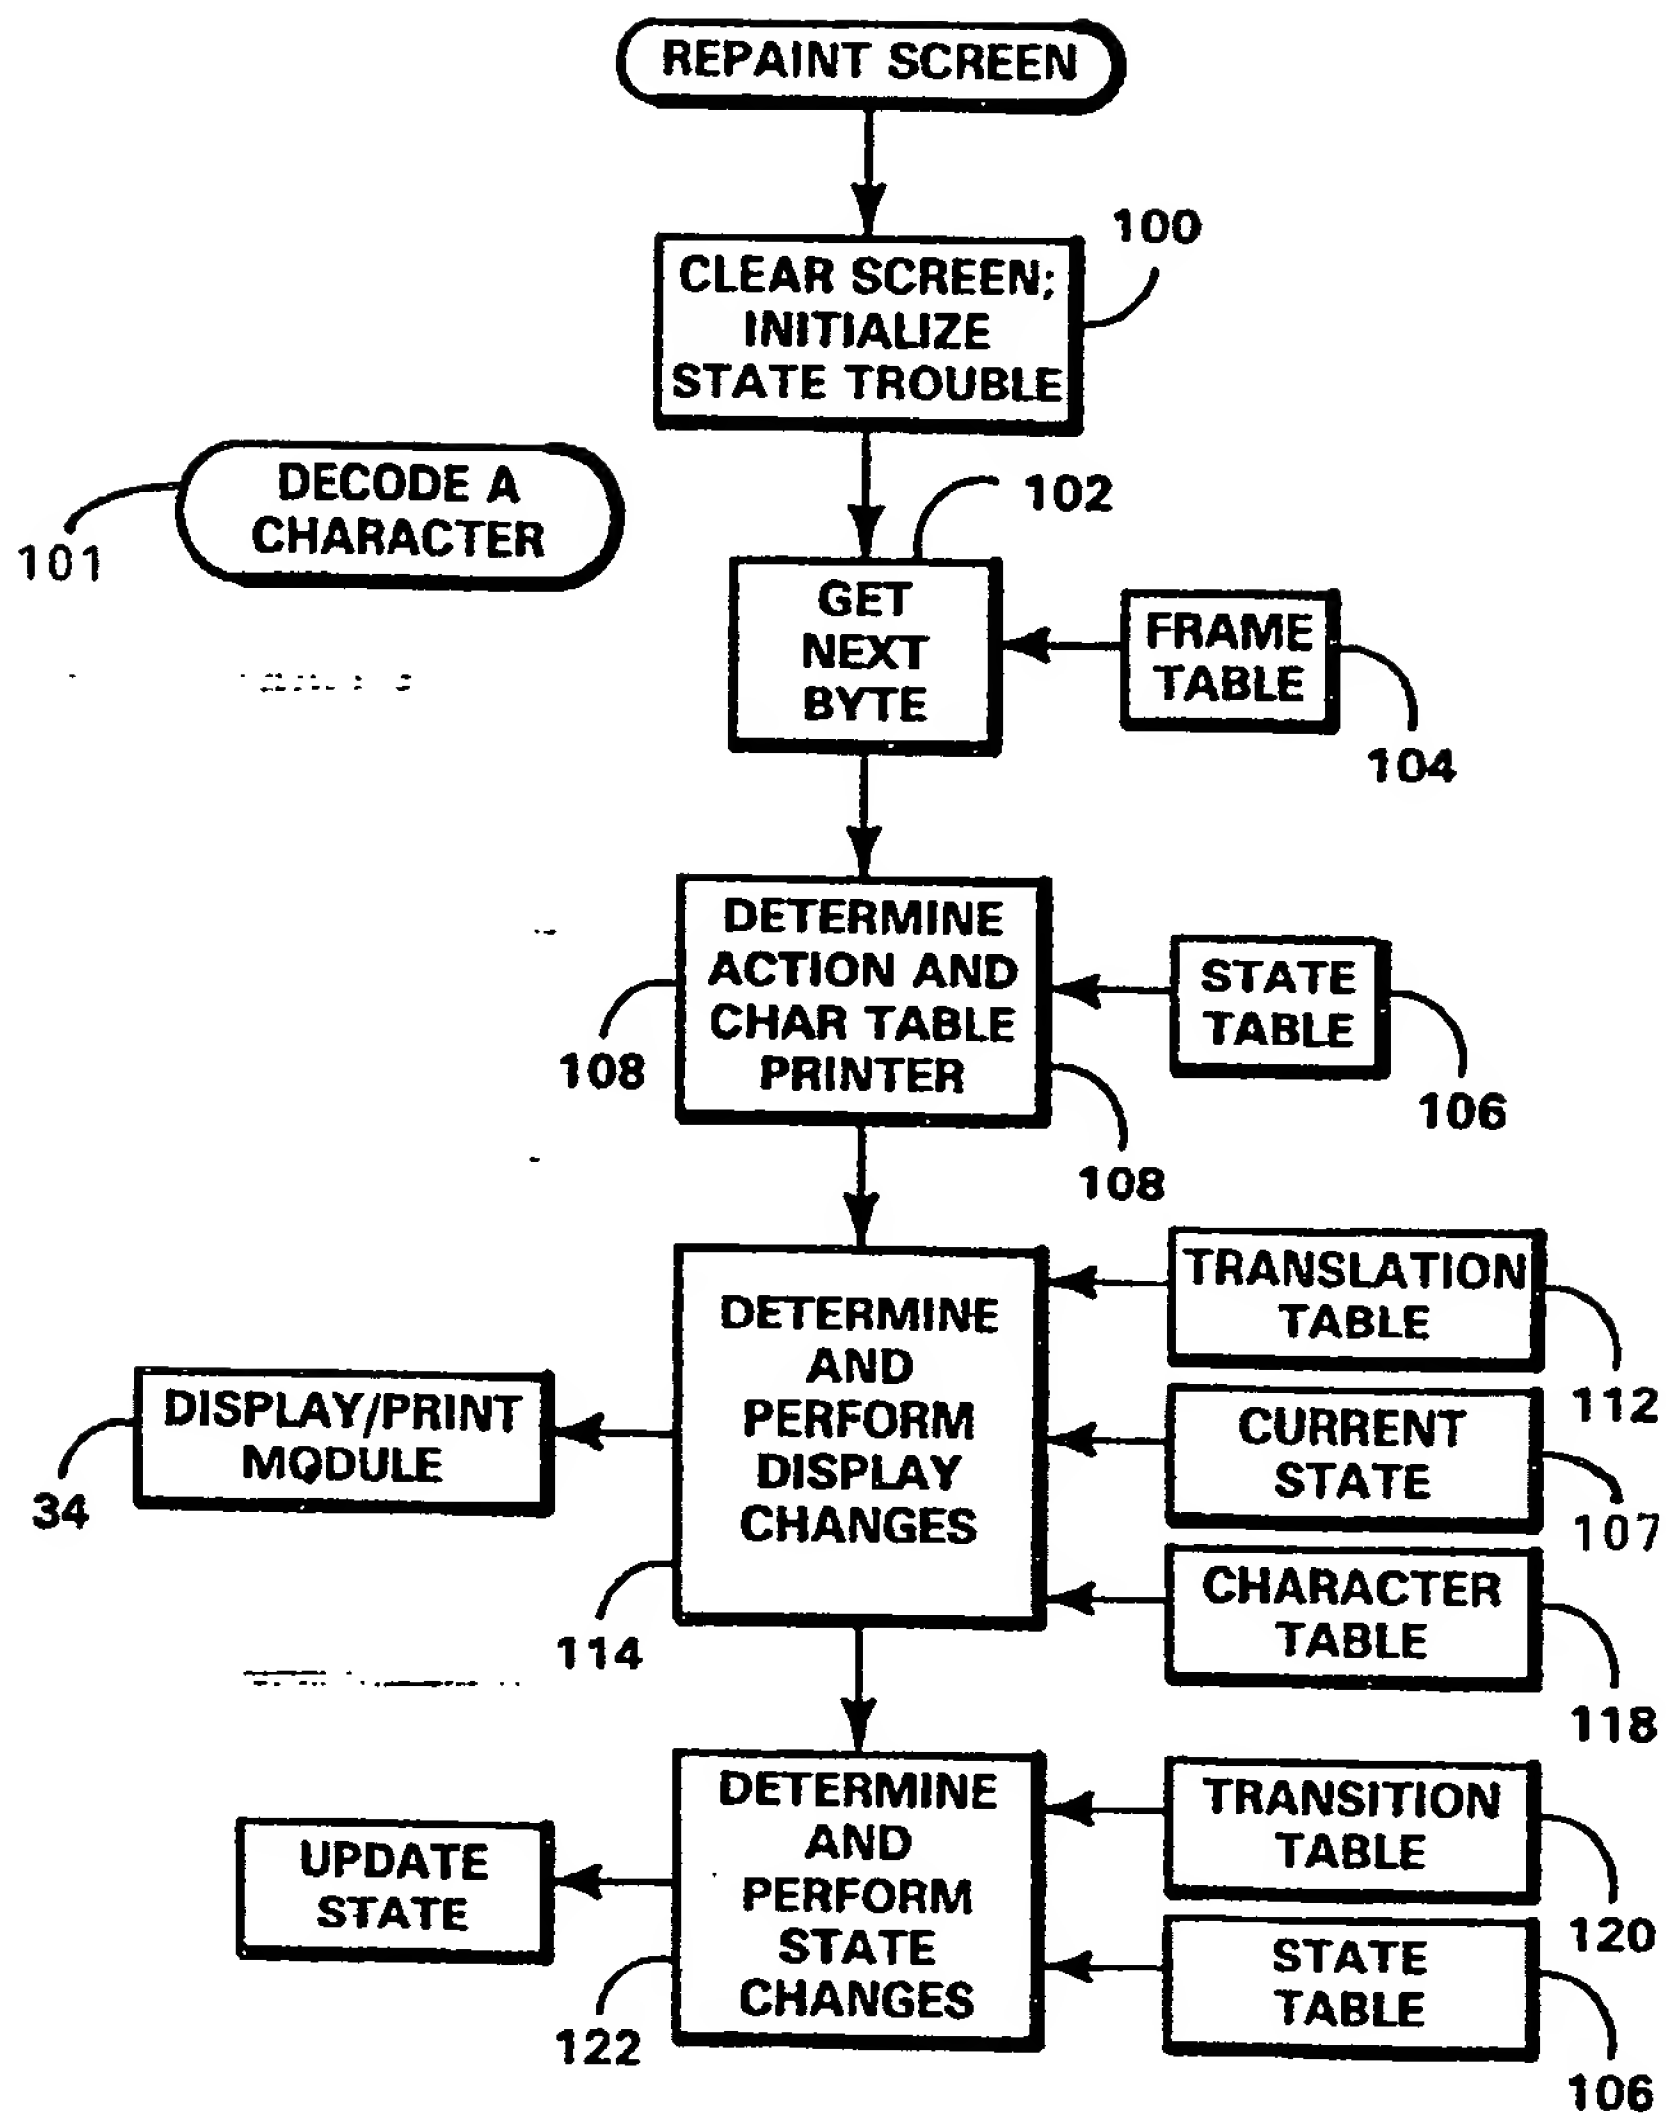 REPAINT SCREEN
100
CLEAR SCREEN;
INITIALIZE
STATE TROUBLE
DECODE A
CHARACTER
101
102
GET
NEXT
BYTE
FRAME
TABLE
104
DETERMINE
ACTION AND
CHAR TABLE
PRINTER
108
108
STATE
TABLE
106
DETERMINE
AND
PERFORM
DISPLAY
CHANGES
114
DISPLAY/PRINT
MODULE
34
TRANSLATION
TABLE
112
CURRENT
STATE
107
CHARACTER
TABLE
118
DETERMINE
AND
PERFORM
STATE
CHANGES
122
UPDATE
STATE
TRANSITION
TABLE
120
STATE
TABLE
106